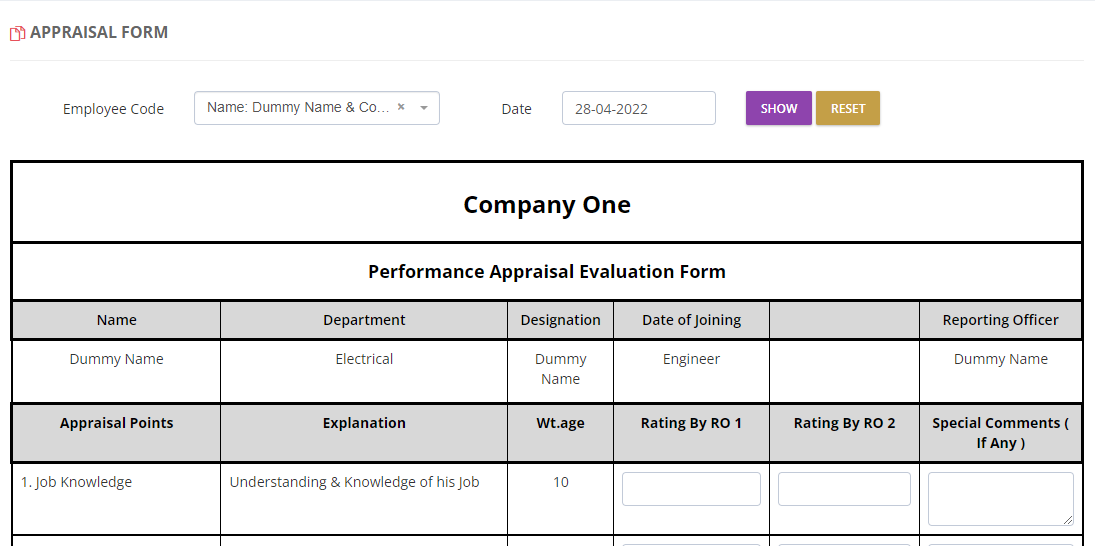 APPRAISAL FORM
Employee Code Name: Dummy Name & Co... × Date 28-04-2022 SHOW RESET
Company One
Performance Appraisal Evaluation Form
Name Department Designation Date of Joining Reporting Officer
Dummy Name Electrical Dummy Name Engineer Dummy Name
Appraisal Points Explanation Wt.age Rating By RO 1 Rating By RO 2 Special Comments ( If Any )
1. Job Knowledge Understanding & Knowledge of his Job 10